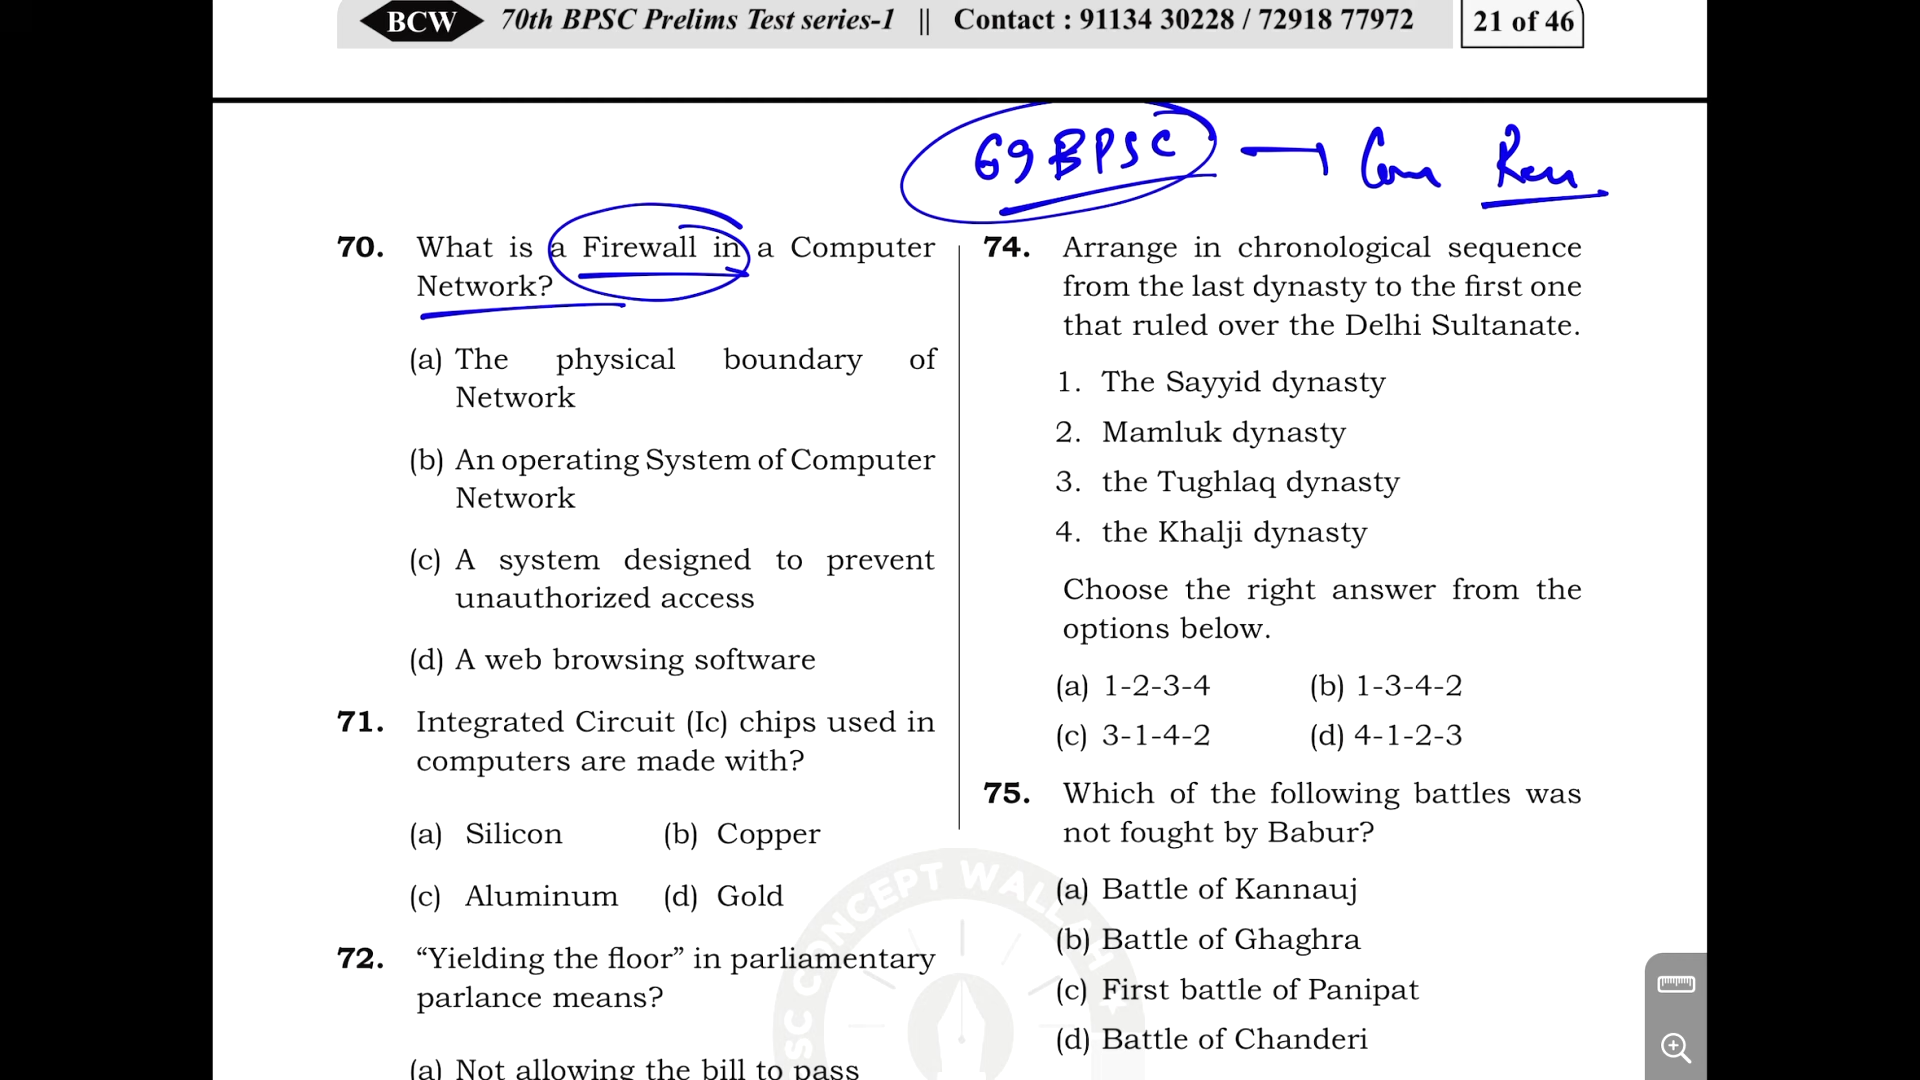 BCW 70th BPSC Prelims Test series-1 || Contact : 91134 30228 / 72918 77972 21 of 46
69 BPSC
70. What is a Firewall in a Computer
Network?
(a) The physical boundary of
Network
(b) An operating System of Computer
Network
(c) A system designed to prevent
unauthorized access
(d) A web browsing software
71. Integrated Circuit (Ic) chips used in
computers are made with?
(a) Silicon (b) Copper
(c) Aluminum (d) Gold
72. “Yielding the floor” in parliamentary
parlance means?
(a) Not allowing the bill to pass
74. Arrange in chronological sequence
from the last dynasty to the first one
that ruled over the Delhi Sultanate.
1. The Sayyid dynasty
2. Mamluk dynasty
3. the Tughlaq dynasty
4. the Khalji dynasty
Choose the right answer from the
options below.
(a) 1-2-3-4 (b) 1-3-4-2
(c) 3-1-4-2 (d) 4-1-2-3
75. Which of the following battles was
not fought by Babur?
(a) Battle of Kannauj
(b) Battle of Ghaghra
(c) First battle of Panipat
(d) Battle of Chanderi
SC CONCEPT WALLAH